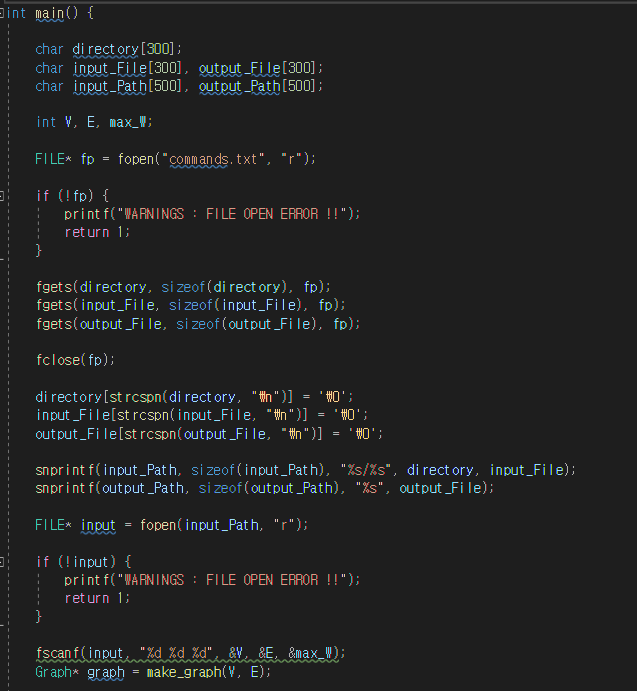 int main() {
char directory[300];
char input_File[300], output_File[300];
char input_Path[500], output_Path[500];
int V, E, max_W;
FILE* fp = fopen("commands.txt", "r");
if (!fp) {
printf("WARNINGS : FILE OPEN ERROR !!");
return 1;
}
fgets(directory, sizeof(directory), fp);
fgets(input_File, sizeof(input_File), fp);
fgets(output_File, sizeof(output_File), fp);
fclose(fp);
directory[strcspn(directory, "₩n")] = '₩0';
input_File[strcspn(input_File, "₩n")] = '₩0';
output_File[strcspn(output_File, "₩n")] = '₩0';
snprintf(input_Path, sizeof(input_Path), "%s/%s", directory, input_File);
snprintf(output_Path, sizeof(output_Path), "%s", output_File);
FILE* input = fopen(input_Path, "r");
if (!input) {
printf("WARNINGS : FILE OPEN ERROR !!");
return 1;
}
fscanf(input, "%d %d %d", &V, &E, &max_W);
Graph* graph = make_graph(V, E);